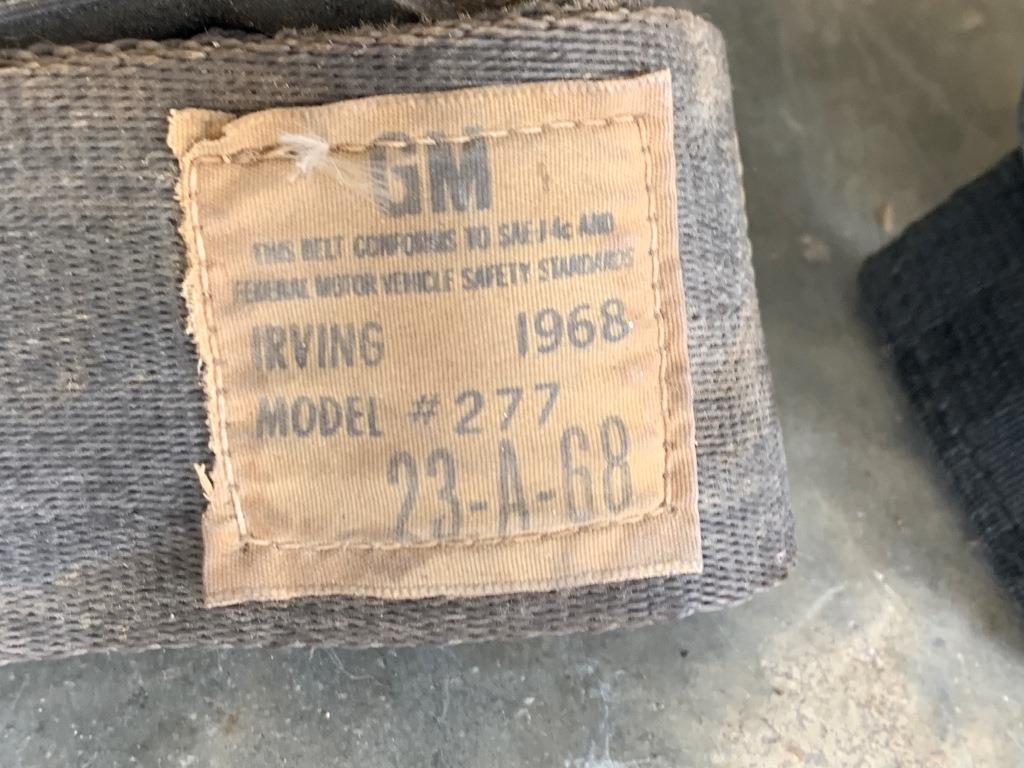 GM
THIS BELT CONFORMS TO SAE J4c AND
FEDERAL MOTOR VEHICLE SAFETY STANDARDS
IRVING 1968
MODEL # 277
23-A-68